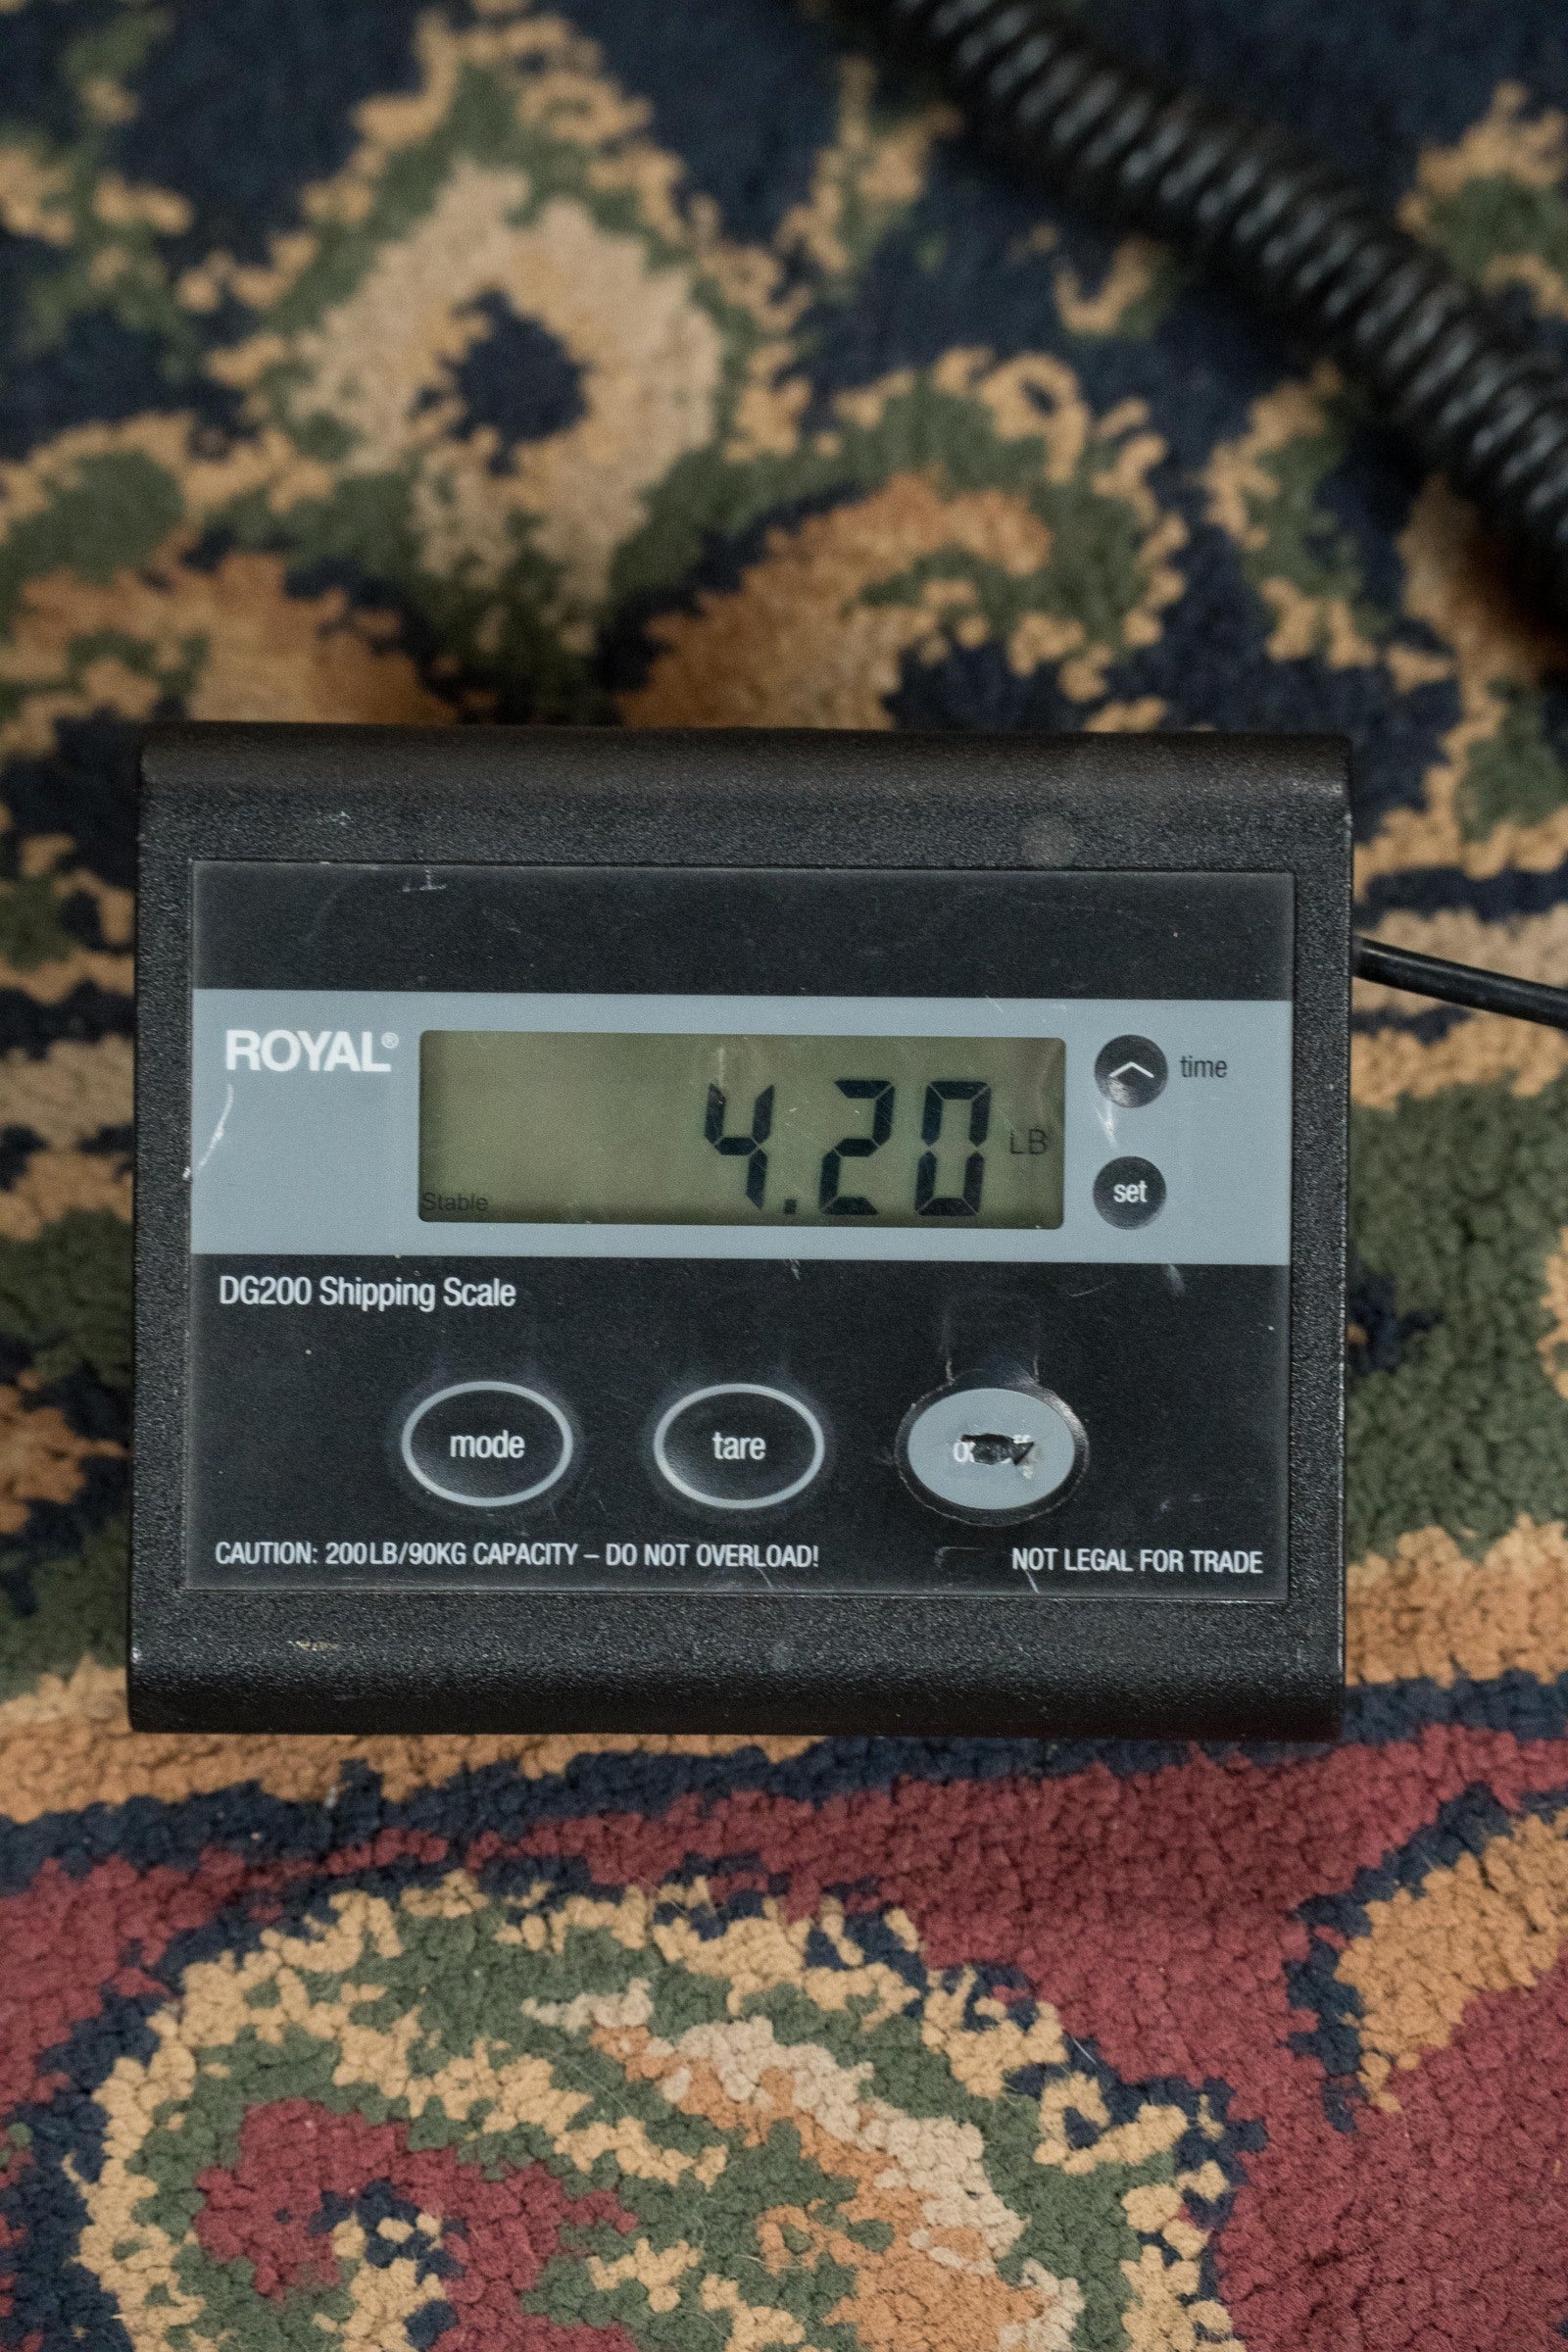 ROYAL®
4.20 LB
Stable
time
set
DG200 Shipping Scale
mode
tare
CAUTION: 200LB/90KG CAPACITY – DO NOT OVERLOAD!
NOT LEGAL FOR TRADE